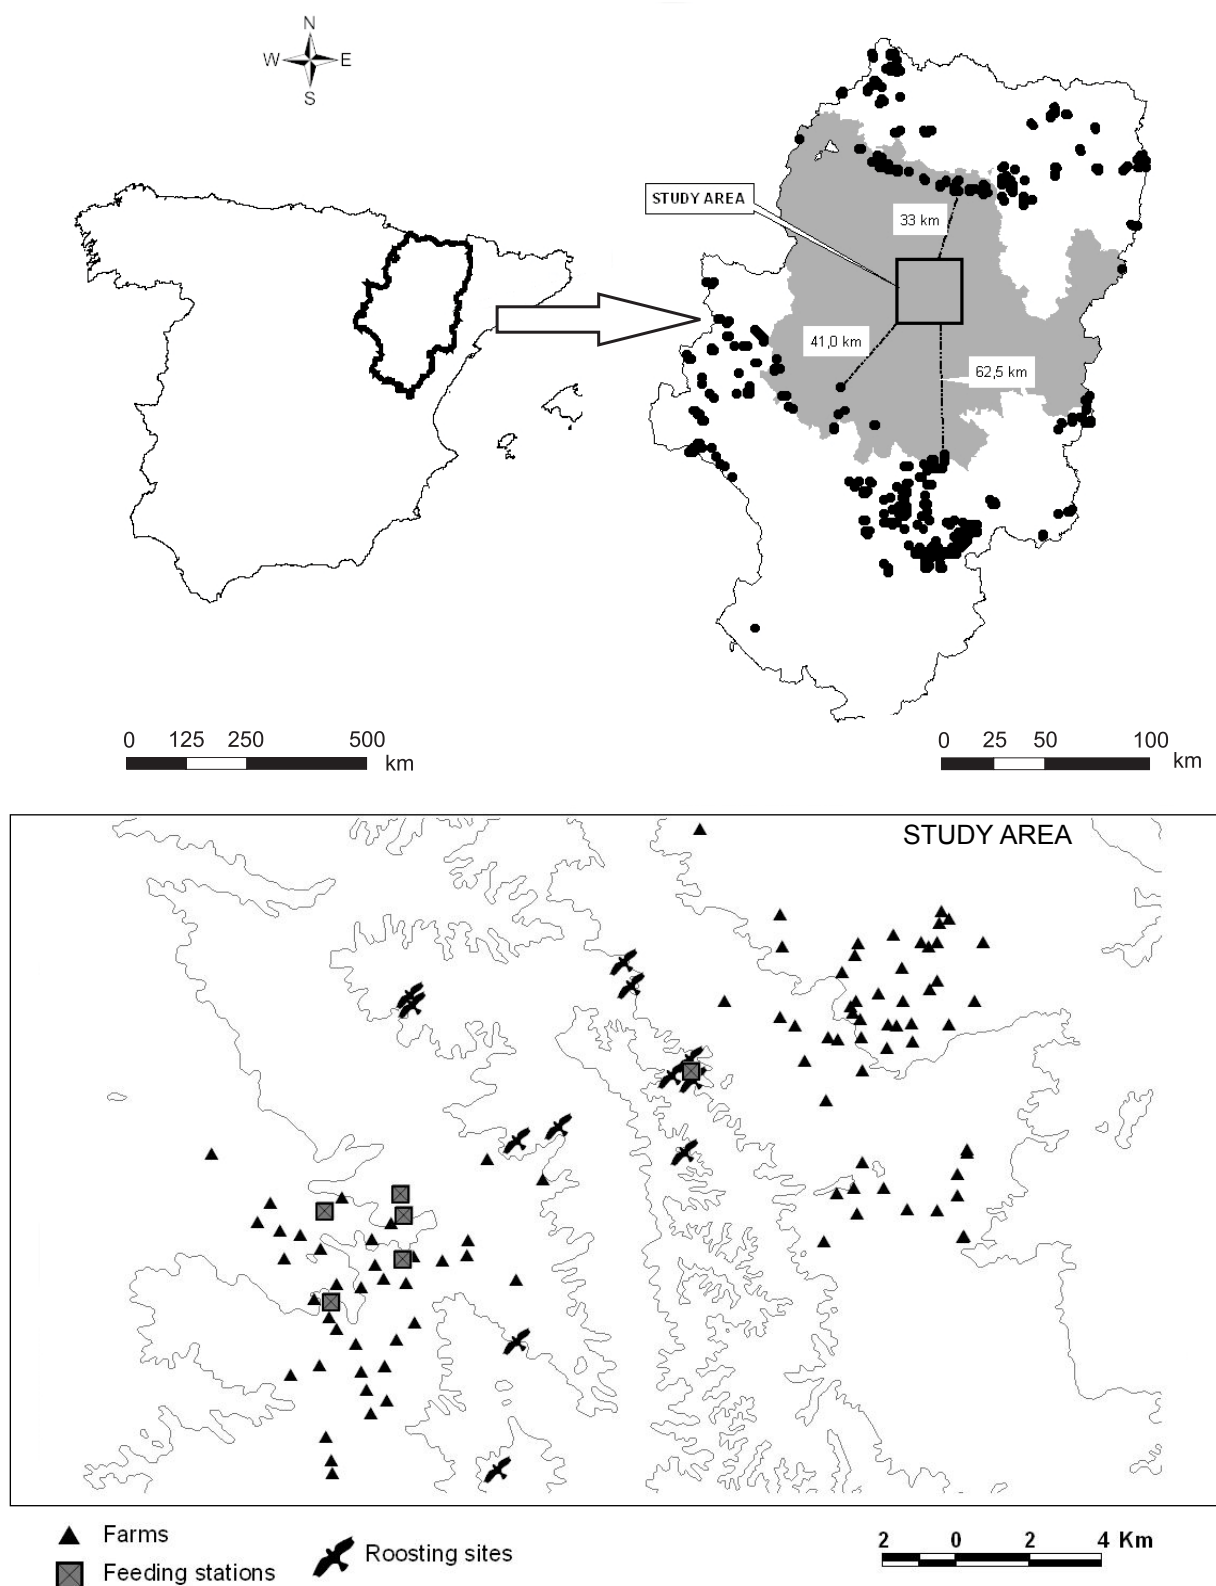 N
W E
S
STUDY AREA
33 km
41,0 km
62,5 km
0 125 250 500
km
0 25 50 100
km
STUDY AREA
Farms
Feeding stations
Roosting sites
2 0 2 4 Km